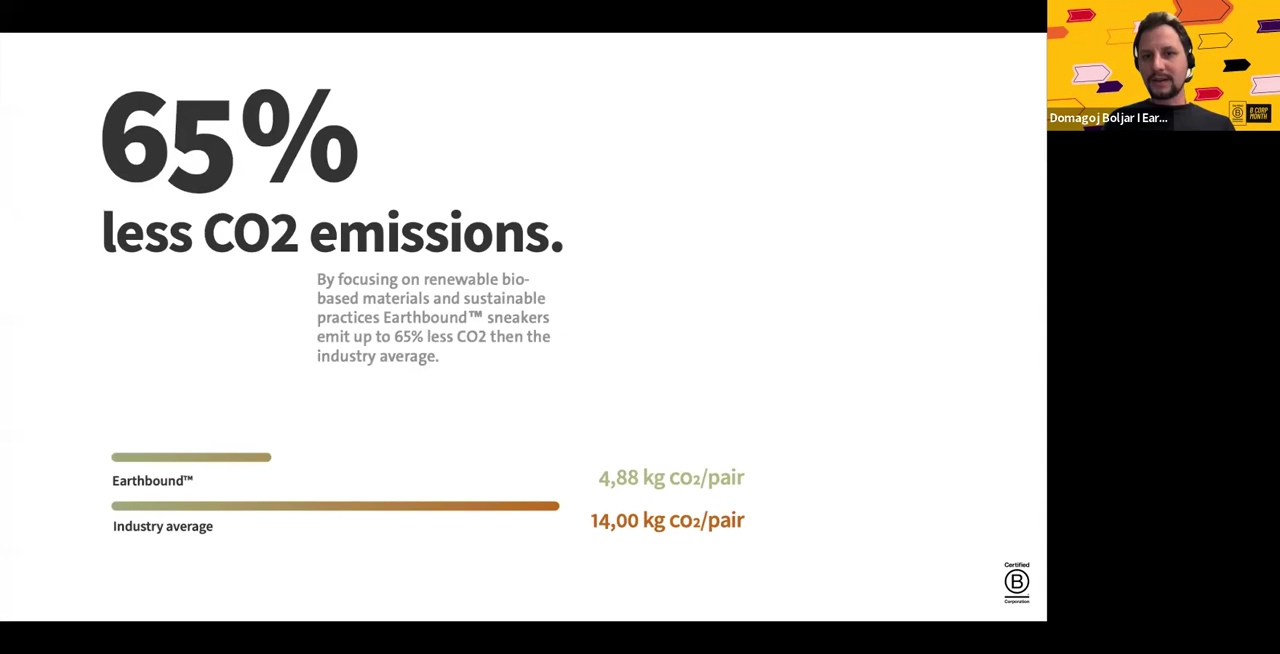 65%
less CO2 emissions.
By focusing on renewable bio-
based materials and sustainable
practices Earthbound™ sneakers
emit up to 65% less CO2 then the
industry average.
Earthbound™
4,88 kg CO₂/pair
14,00 kg CO₂/pair
Industry average
Certified
B
Corporation
Domagoj Boljar I Ear...
B CORP
MONTH